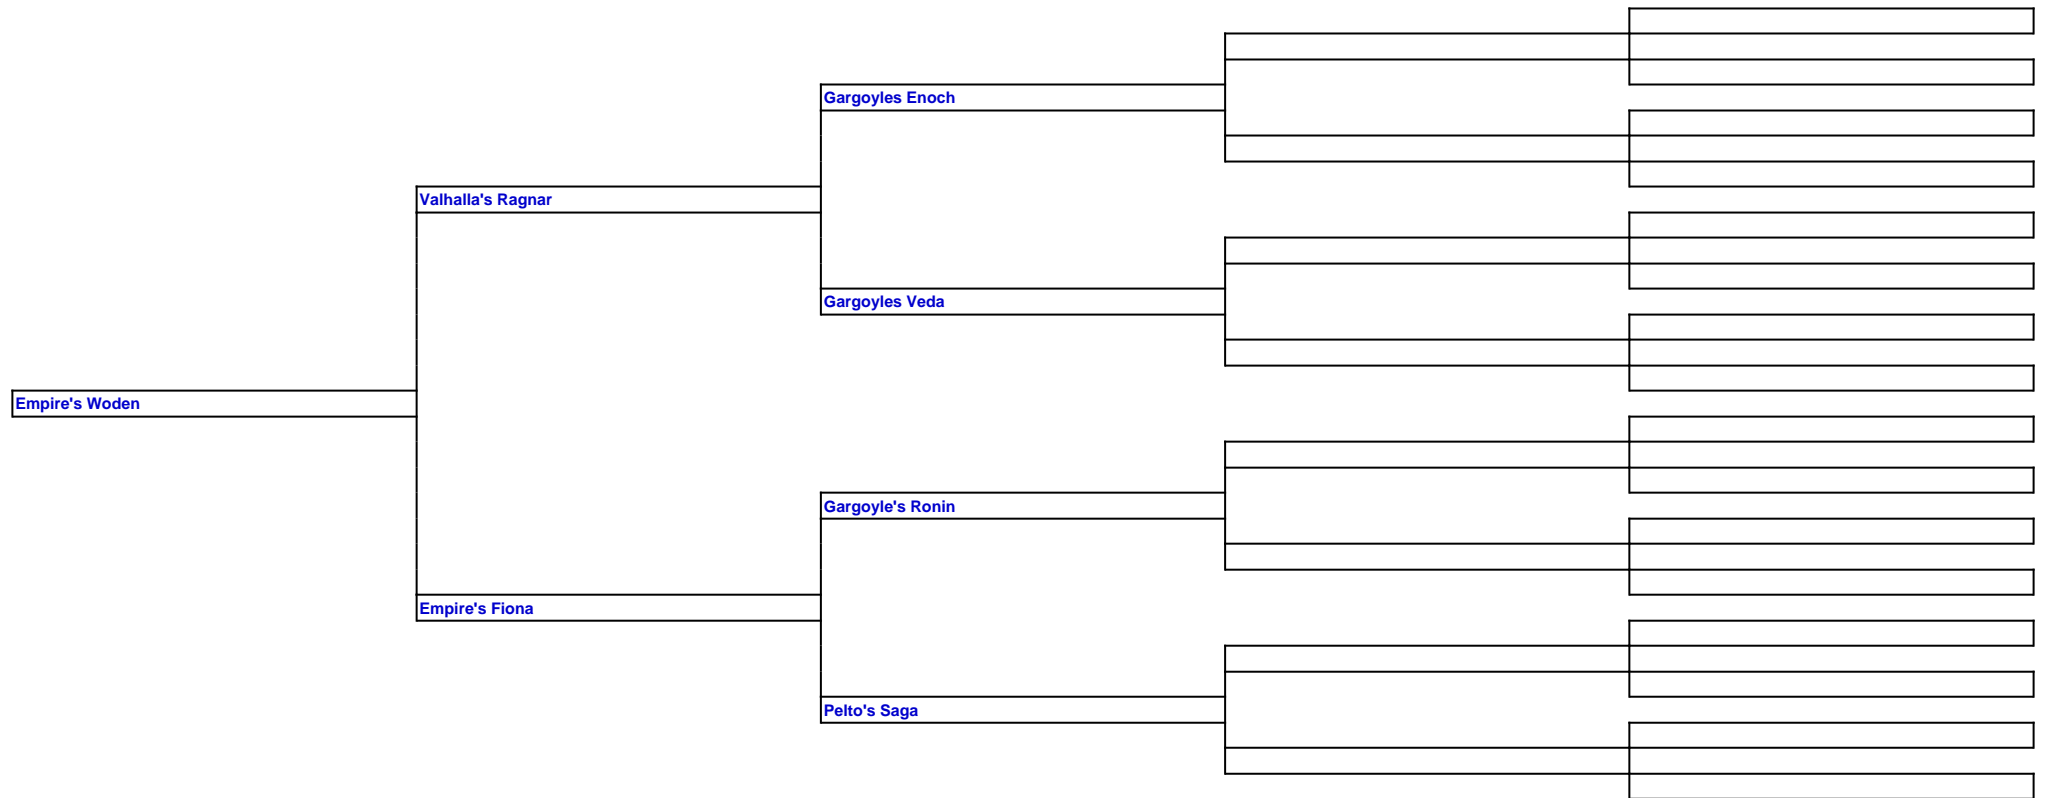 Gargoyles Enoch
Valhalla's Ragnar
Gargoyles Veda
Empire's Woden
Gargoyle's Ronin
Empire's Fiona
Pelto's Saga